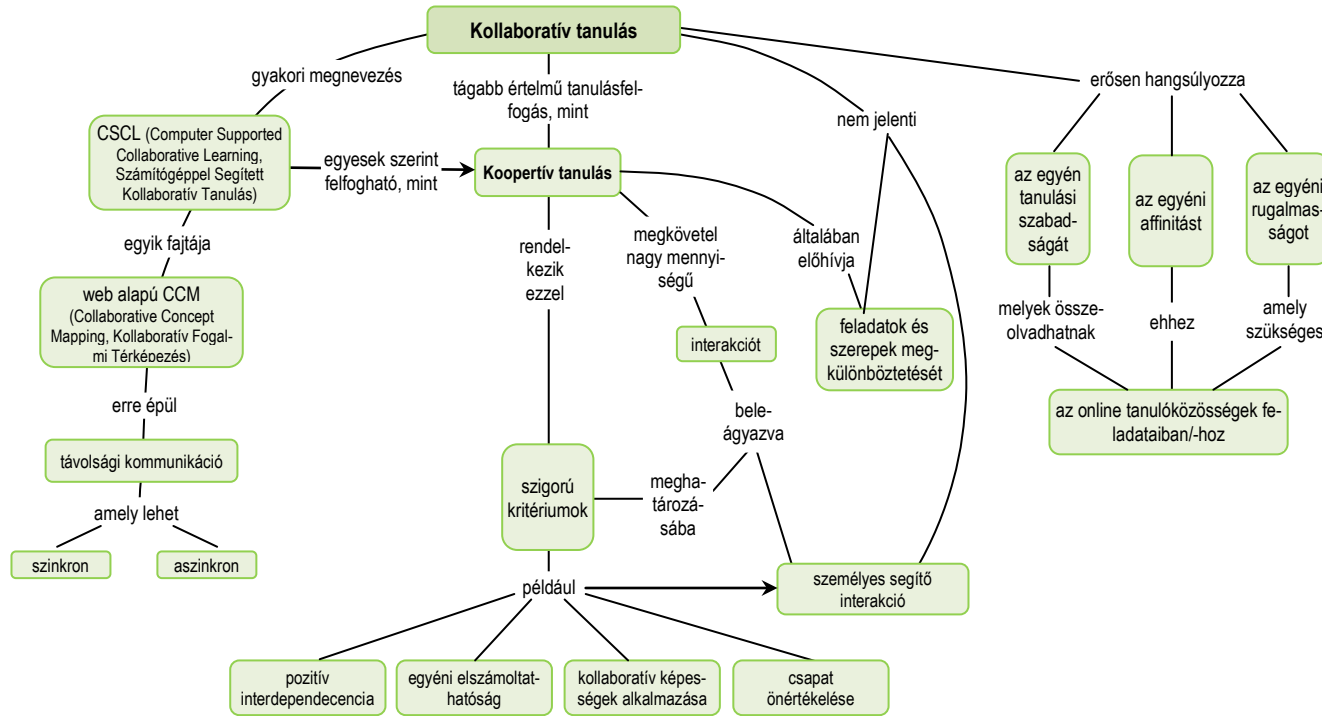 Kollaboratív tanulás
gyakori megnevezés
tágabb értelmű tanulásfel-
fogás, mint
nem jelenti
erősen hangsúlyozza
CSCL (Computer Supported
Collaborative Learning,
Számítógéppel Segített
Kollaboratív Tanulás)
egyesek szerint
felfogható, mint
Koopertív tanulás
az egyén
tanulási
szabad-
ságát
az egyéni
affinitást
az egyéni
rugalmas-
ságot
egyik fajtája
rendel-
kezik
ezzel
megkövetel
nagy mennyi-
ségű
általában
előhívja
web alapú CCM
(Collaborative Concept
Mapping, Kollaboratív Fogal-
mi Térképezés)
interakciót
feladatok és
szerepek meg-
különböztetését
melyek össze-
olvadhatnak
ehhez
amely
szükséges
erre épül
bele-
ágyazva
az online tanulóközösségek fe-
ladataiban/-hoz
távolsági kommunikáció
szigorú
kritériumok
megha-
tározá-
sába
amely lehet
szinkron
aszinkron
például
személyes segítő
interakció
pozitív
interdependecencia
egyéni elszámoltat-
hatóság
kollaboratív képes-
ségek alkalmazása
csapat
önértékelése